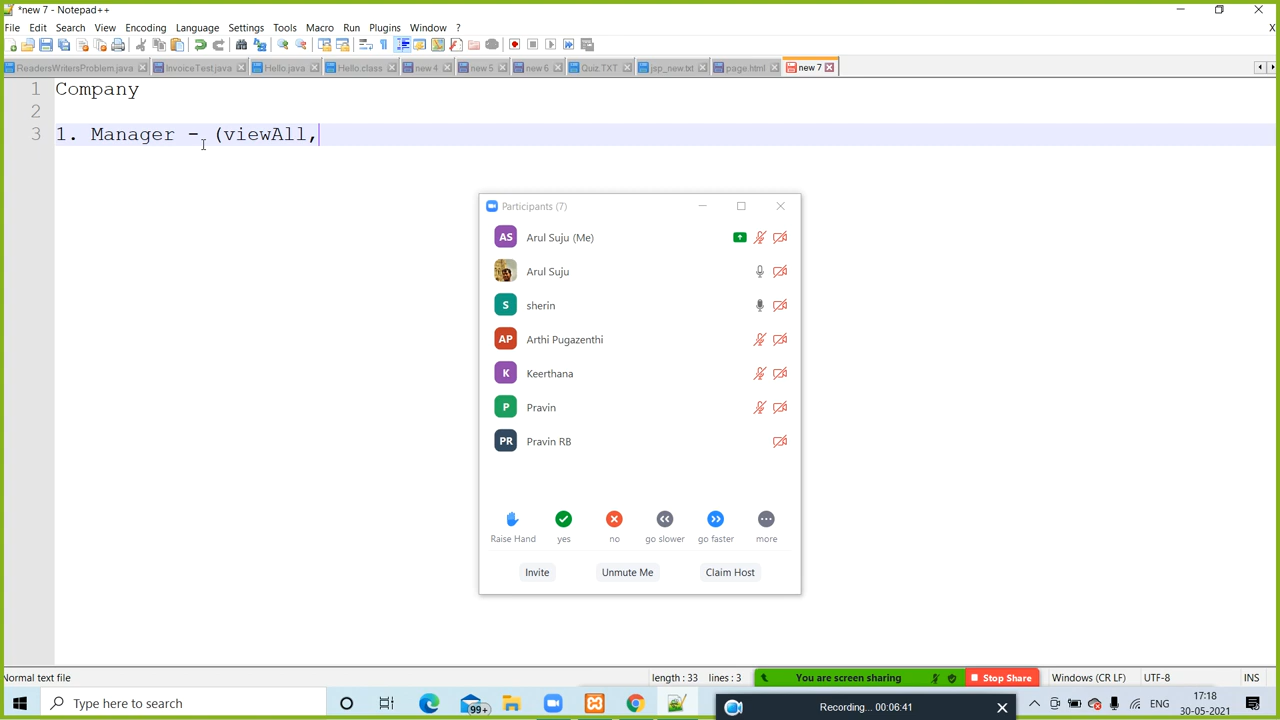 *new 7 - Notepad++
File Edit Search View Encoding Language Settings Tools Macro Run Plugins Window ? X
ReadersWritersProblem.java InvoiceTest.java Hello.java Hello.class new 4 new 5 new 6 Quiz.TXT jsp_new.txt page.html new 7
1 Company
2
3 1. Manager - (viewAll,
Participants (7)
AS Arul Suju (Me)
Arul Suju
S sherin
AP Arthi Pugazenthi
K Keerthana
P Pravin
PR Pravin RB
Raise Hand yes no go slower go faster more
Invite Unmute Me Claim Host
Normal text file length : 33 lines : 3 You are screen sharing Stop Share Windows (CR LF) UTF-8 INS
Type here to search 99+ Recording... 00:06:41 ENG 17:18
30-05-2021